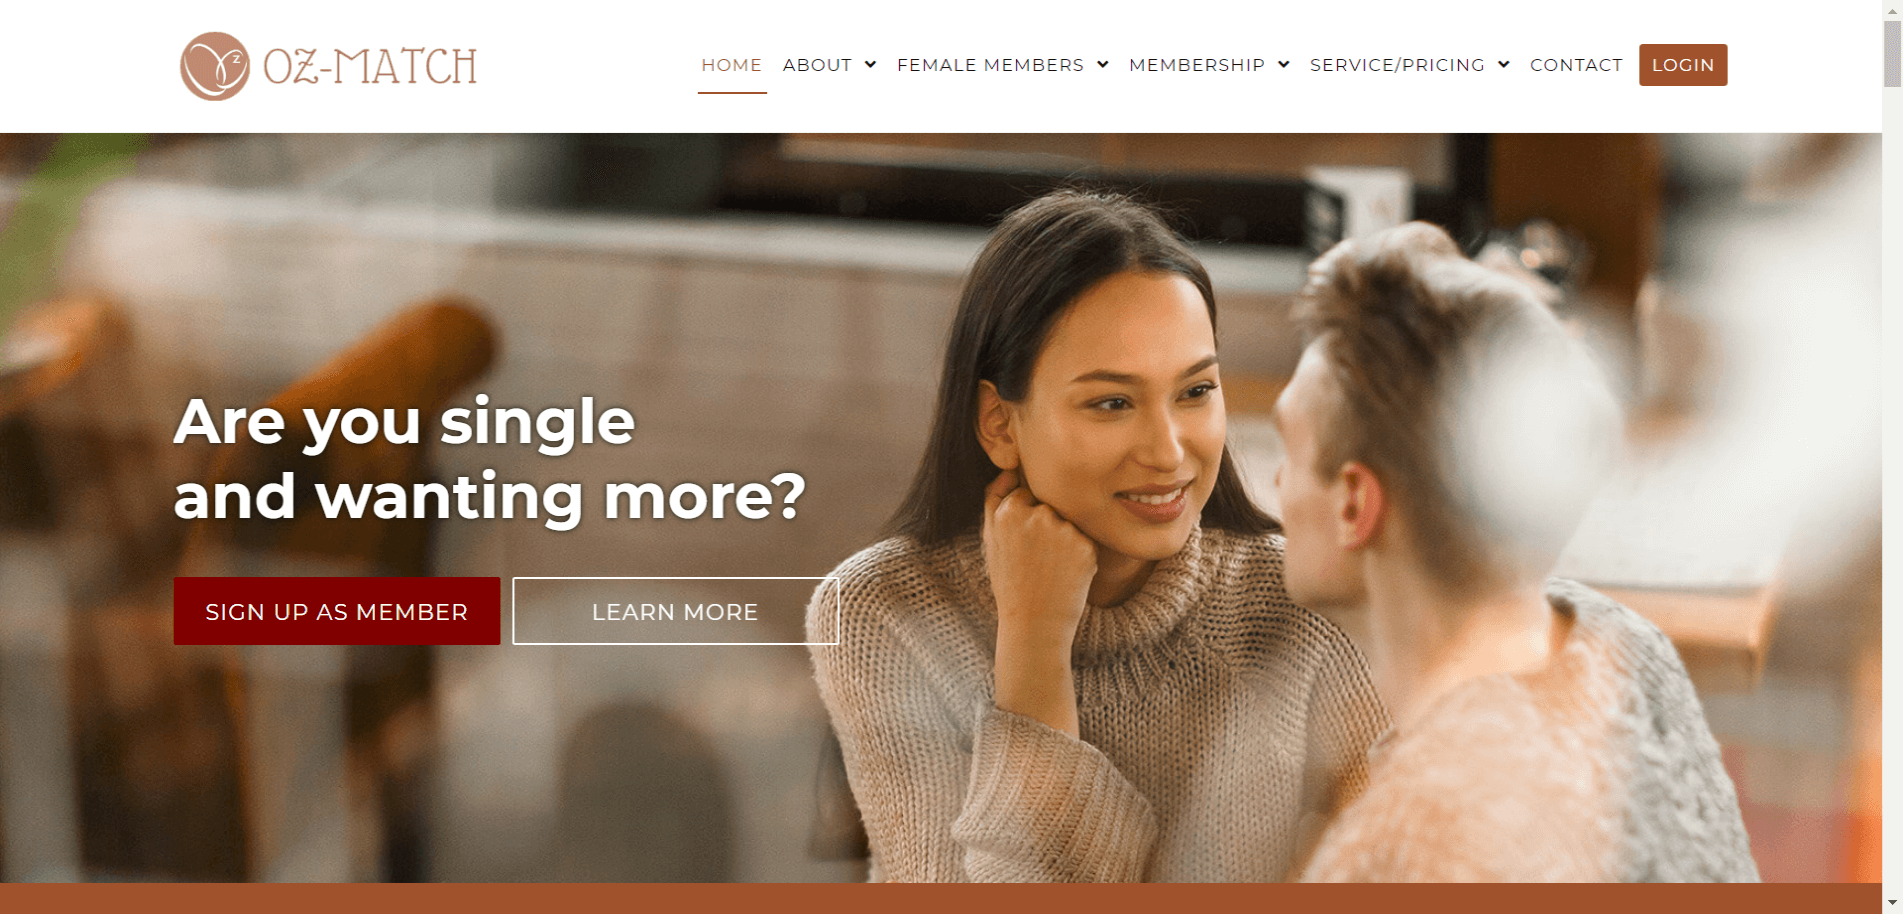 OZ-MATCH
HOME ABOUT FEMALE MEMBERS MEMBERSHIP SERVICE/PRICING CONTACT LOGIN
Are you single
and wanting more?
SIGN UP AS MEMBER LEARN MORE